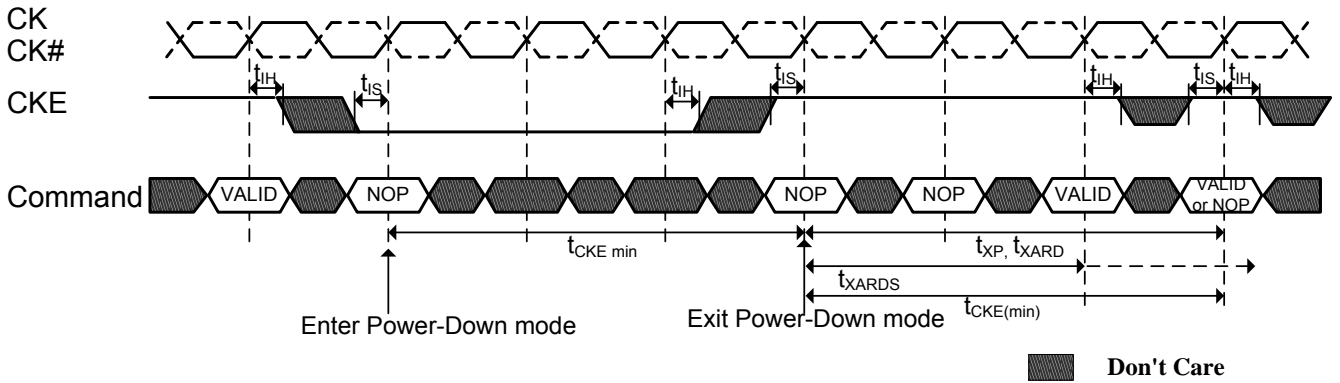 CK
CK#
tIH
tIS
tIH
tIS
tIH
tIS
tIH
CKE
Command
VALID
NOP
NOP
NOP
VALID
VALID
or NOP
tCKE min
tXP, tXARD
tXARDS
tCKE(min)
Enter Power-Down mode
Exit Power-Down mode
Don't Care